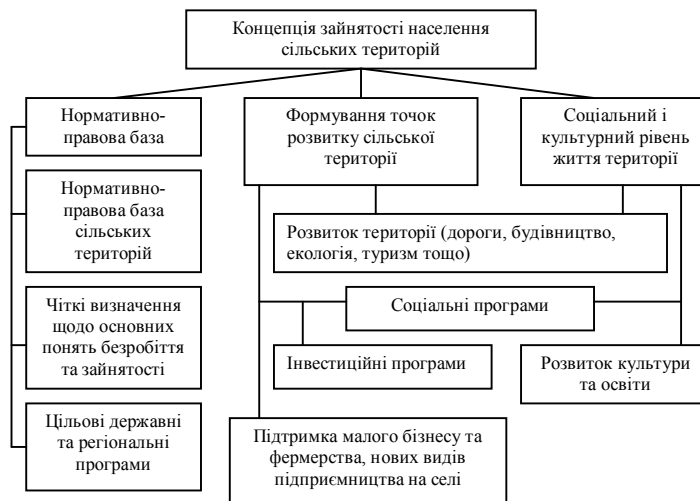 Концепція зайнятості населення
сільських територій
Нормативно-
правова база
Формування точок
розвитку сільської
території
Соціальний і
культурний рівень
життя території
Нормативно-
правова база
сільських
територій
Розвиток території (дороги, будівництво,
екологія, туризм тощо)
Чіткі визначення
щодо основних
понять безробіття
та зайнятості
Соціальні програми
Інвестиційні програми
Розвиток культури
та освіти
Цільові державні
та регіональні
програми
Підтримка малого бізнесу та
фермерства, нових видів
підприємництва на селі